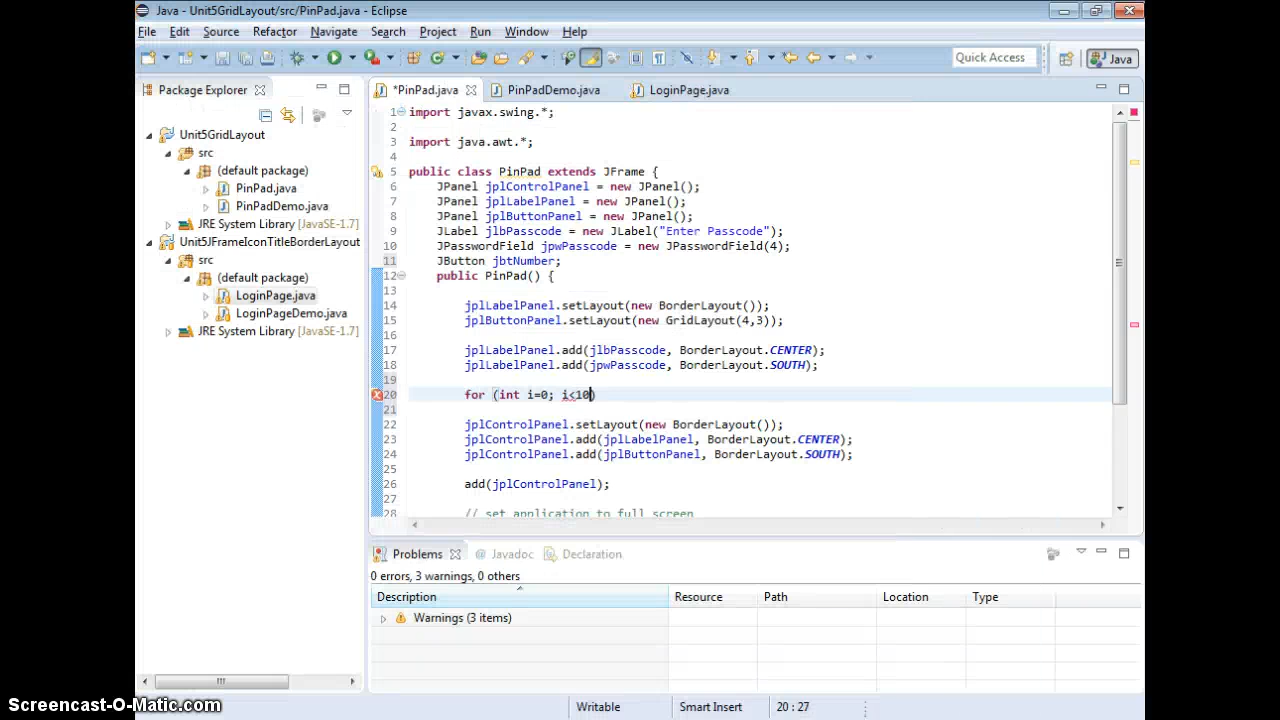 Java - Unit5GridLayout/src/PinPad.java - Eclipse
File Edit Source Refactor Navigate Search Project Run Window Help
Quick Access Java
Package Explorer
Unit5GridLayout
src
(default package)
PinPad.java
PinPadDemo.java
JRE System Library [JavaSE-1.7]
Unit5JFrameIconTitleBorderLayout
src
(default package)
LoginPage.java
LoginPageDemo.java
JRE System Library [JavaSE-1.7]
*PinPad.java PinPadDemo.java LoginPage.java
1 import javax.swing.*;
2
3 import java.awt.*;
4
5 public class PinPad extends JFrame {
6 JPanel jplControlPanel = new JPanel();
7 JPanel jplLabelPanel = new JPanel();
8 JPanel jplButtonPanel = new JPanel();
9 JLabel jlbPasscode = new JLabel("Enter Passcode");
10 JPasswordField jpwPasscode = new JPasswordField(4);
11 JButton jbtNumber;
12 public PinPad() {
13
14 jplLabelPanel.setLayout(new BorderLayout());
15 jplButtonPanel.setLayout(new GridLayout(4,3));
16
17 jplLabelPanel.add(jlbPasscode, BorderLayout.CENTER);
18 jplLabelPanel.add(jpwPasscode, BorderLayout.SOUTH);
19
20 for (int i=0; i<10)
21
22 jplControlPanel.setLayout(new BorderLayout());
23 jplControlPanel.add(jplLabelPanel, BorderLayout.CENTER);
24 jplControlPanel.add(jplButtonPanel, BorderLayout.SOUTH);
25
26 add(jplControlPanel);
27
28 // set application to full screen
Problems @ Javadoc Declaration
0 errors, 3 warnings, 0 others
Description Resource Path Location Type
Warnings (3 items)
Writable Smart Insert 20 : 27
Screencast-O-Matic.com